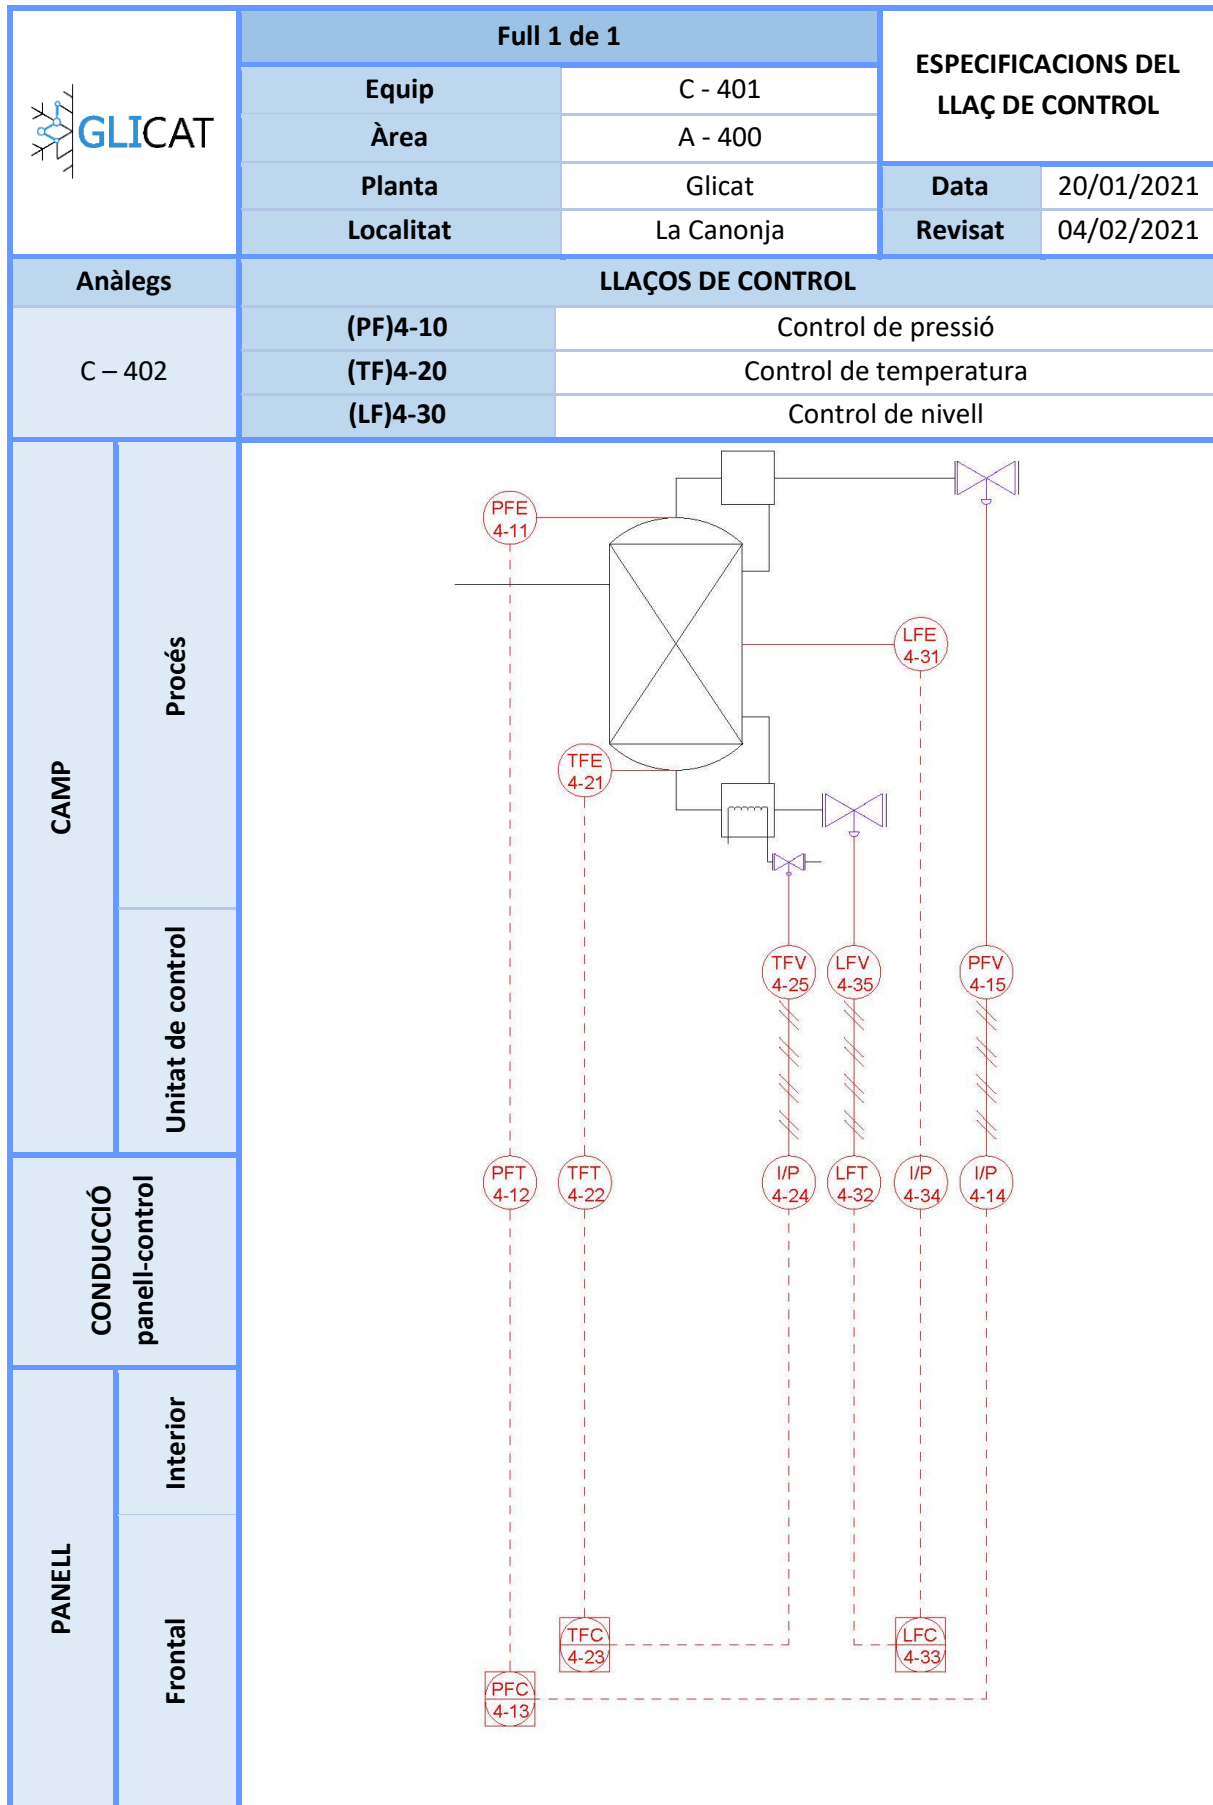 GLICAT
Full 1 de 1
ESPECIFICACIONS DEL
LLAÇ DE CONTROL
Equip C - 401
Àrea A - 400
Planta Glicat Data 20/01/2021
Localitat La Canonja Revisat 04/02/2021
Anàlegs LLAÇOS DE CONTROL
C – 402
(PF)4-10 Control de pressió
(TF)4-20 Control de temperatura
(LF)4-30 Control de nivell
CAMP
Procés
Unitat de control
CONDUCCIÓ
panell-control
PANELL
Interior
Frontal
PFE
4-11
LFE
4-31
TFE
4-21
TFV
4-25
LFV
4-35
PFV
4-15
PFT
4-12
TFT
4-22
I/P
4-24
LFT
4-32
I/P
4-34
I/P
4-14
TFC
4-23
LFC
4-33
PFC
4-13